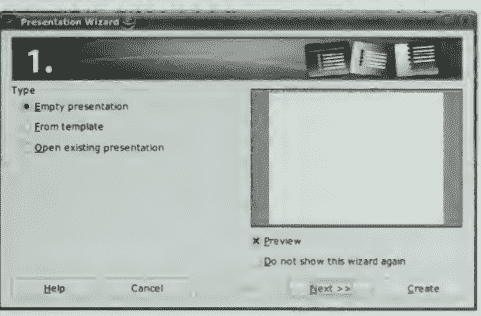 Presentation Wizard
1.
Type
Empty presentation
From template
Open existing presentation
Preview
Do not show this wizard again
Help
Cancel
Next >>
Create